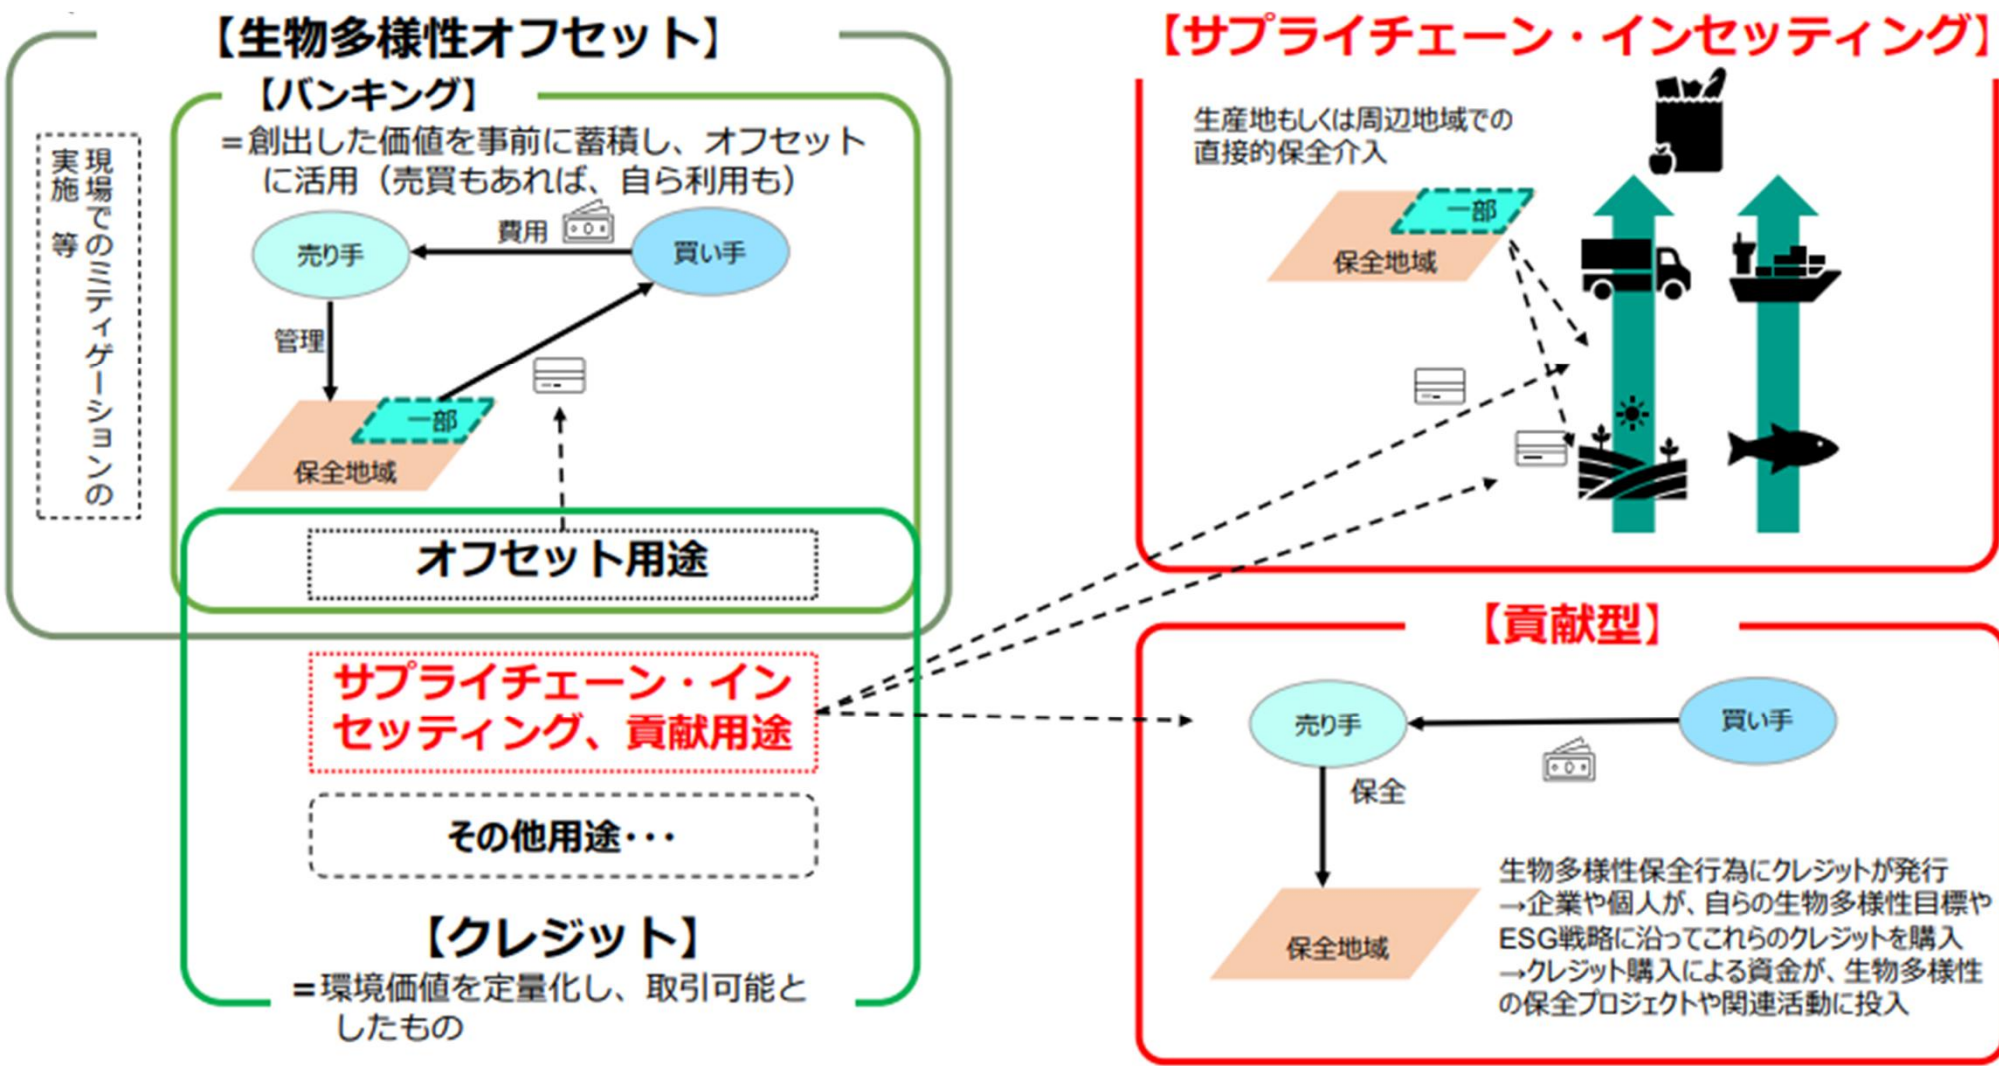 【生物多様性オフセット】
【バンキング】
＝創出した価値を事前に蓄積し、オフセット
に活用（売買もあれば、自ら利用も）
現場でのミティゲーションの
実施　等
売り手
費用
買い手
管理
一部
保全地域
オフセット用途
サプライチェーン・イン
セッティング、貢献用途
その他用途・・・
【クレジット】
＝環境価値を定量化し、取引可能と
したもの
【サプライチェーン・インセッティング】
生産地もしくは周辺地域での
直接的保全介入
一部
保全地域
【貢献型】
売り手
買い手
保全
保全地域
生物多様性保全行為にクレジットが発行
→企業や個人が、自らの生物多様性目標や
ESG戦略に沿ってこれらのクレジットを購入
→クレジット購入による資金が、生物多様性
の保全プロジェクトや関連活動に投入